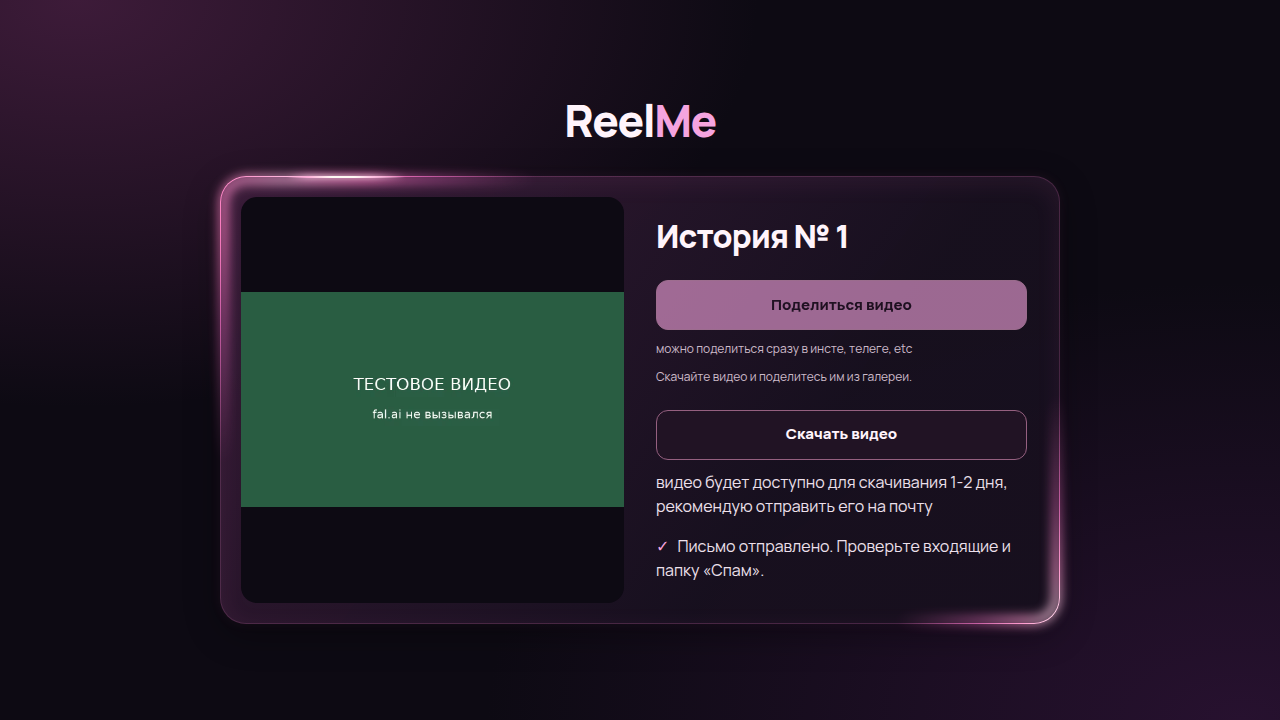 ReelMe
ТЕСТОВОЕ ВИДЕО
fal.ai не вызывался
История № 1
Поделиться видео
можно поделиться сразу в инсте, телеге, etc
Скачайте видео и поделитесь им из галереи.
Скачать видео
видео будет доступно для скачивания 1-2 дня,
рекомендую отправить его на почту
✓ Письмо отправлено. Проверьте входящие и
папку «Спам».